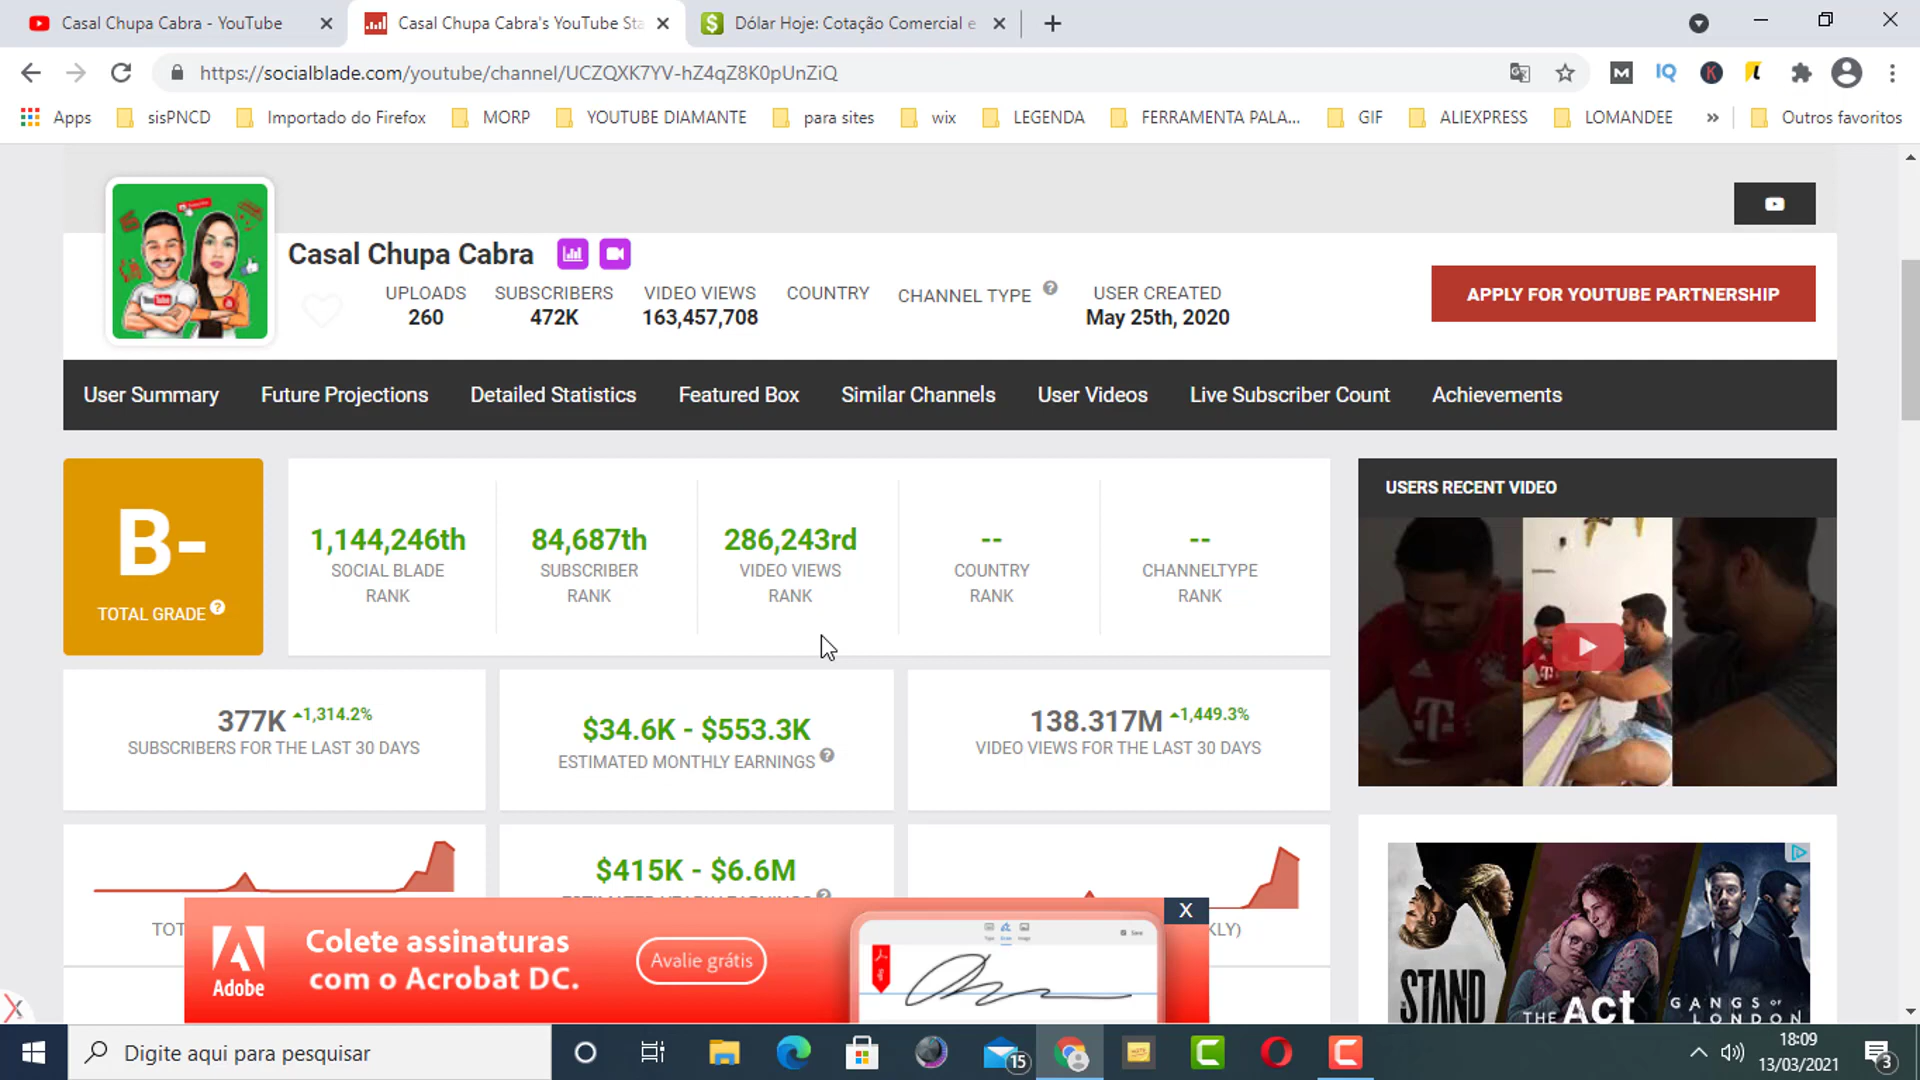 Casal Chupa Cabra - YouTube
Casal Chupa Cabra's YouTube Sta
Dólar Hoje: Cotação Comercial e
https://socialblade.com/youtube/channel/UCZQXK7YV-hZ4qZ8K0pUnZiQ
Apps
sisPNCD
Importado do Firefox
MORP
YOUTUBE DIAMANTE
para sites
wix
LEGENDA
FERRAMENTA PALA...
GIF
ALIEXPRESS
LOMANDEE
»
Outros favoritos
Casal Chupa Cabra
UPLOADS
260
SUBSCRIBERS
472K
VIDEO VIEWS
163,457,708
COUNTRY
CHANNEL TYPE
USER CREATED
May 25th, 2020
APPLY FOR YOUTUBE PARTNERSHIP
User Summary
Future Projections
Detailed Statistics
Featured Box
Similar Channels
User Videos
Live Subscriber Count
Achievements
B-
TOTAL GRADE
1,144,246th
SOCIAL BLADE
RANK
84,687th
SUBSCRIBER
RANK
286,243rd
VIDEO VIEWS
RANK
--
COUNTRY
RANK
--
CHANNELTYPE
RANK
USERS RECENT VIDEO
377K 1,314.2%
SUBSCRIBERS FOR THE LAST 30 DAYS
$34.6K - $553.3K
ESTIMATED MONTHLY EARNINGS
138.317M 1,449.3%
VIDEO VIEWS FOR THE LAST 30 DAYS
$415K - $6.6M
TOT
KLY)
Adobe
Colete assinaturas
com o Acrobat DC.
Avalie grátis
X
THE STAND
THE Act
GANGS OF
LONDON
Digite aqui para pesquisar
15
18:09
13/03/2021
3